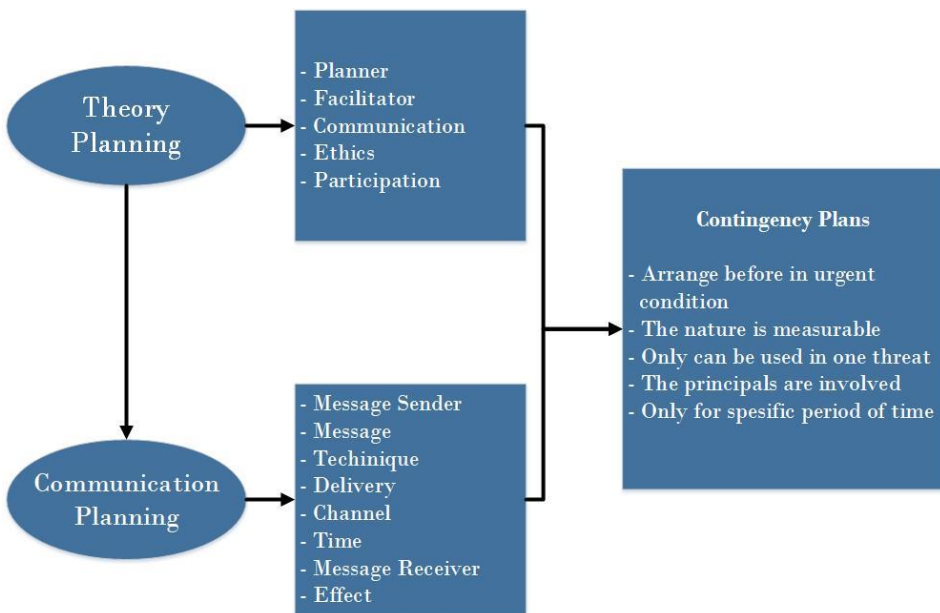 Theory
Planning
- Planner
- Facilitator
- Communication
- Ethics
- Participation
Communication
Planning
- Message Sender
- Message
- Techinique
- Delivery
- Channel
- Time
- Message Receiver
- Effect
Contingency Plans
- Arrange before in urgent
condition
- The nature is measurable
- Only can be used in one threat
- The principals are involved
- Only for spesific period of time